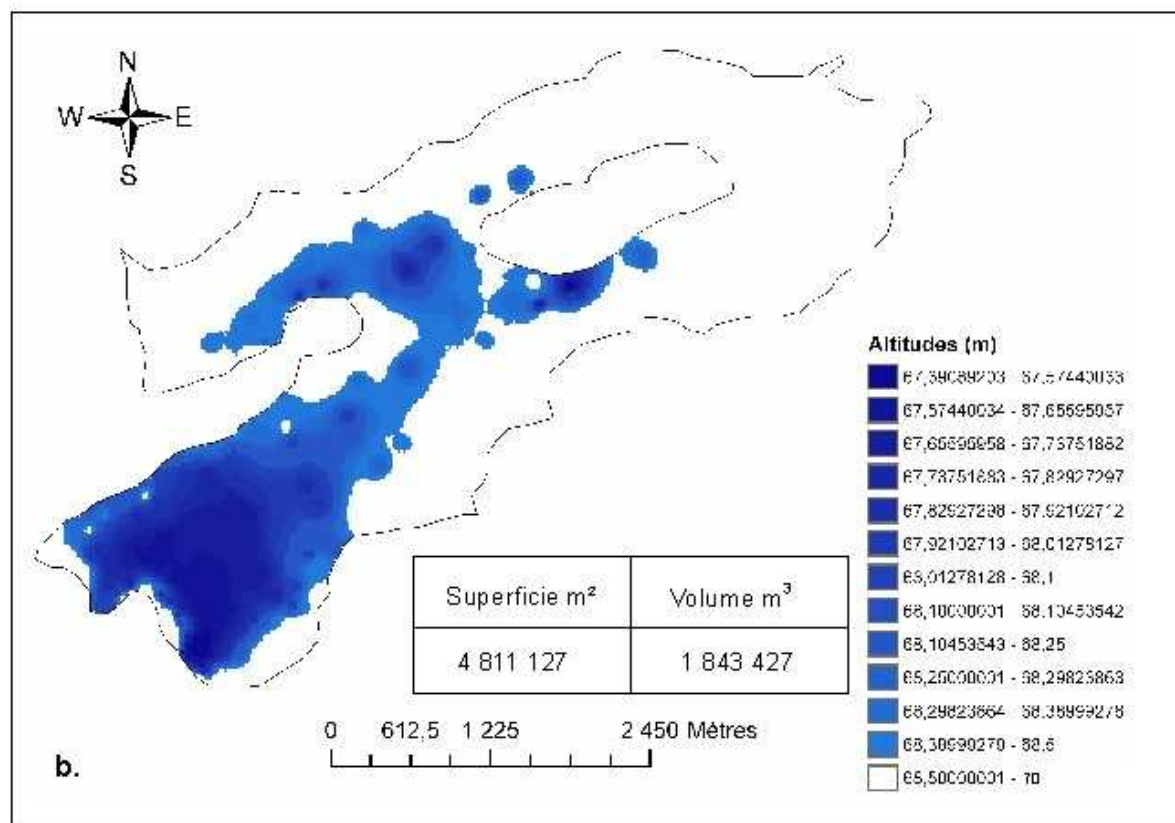 N
W E
S
Altitudes (m)
67,39089203 - 67,57440033
67,57440034 - 67,65595957
67,65595958 - 67,73751882
67,73751883 - 67,82927297
67,82927298 - 67,92102712
67,92102713 - 68,01278127
68,01278128 - 68,1
68,10000001 - 68,10453542
68,10453543 - 68,25
68,25000001 - 68,29823863
68,29823864 - 68,38999278
68,38999279 - 68,5
68,50000001 - 70
Superficie m² Volume m³
4 811 127 1 843 427
0 612,5 1 225 2 450 Mètres
b.